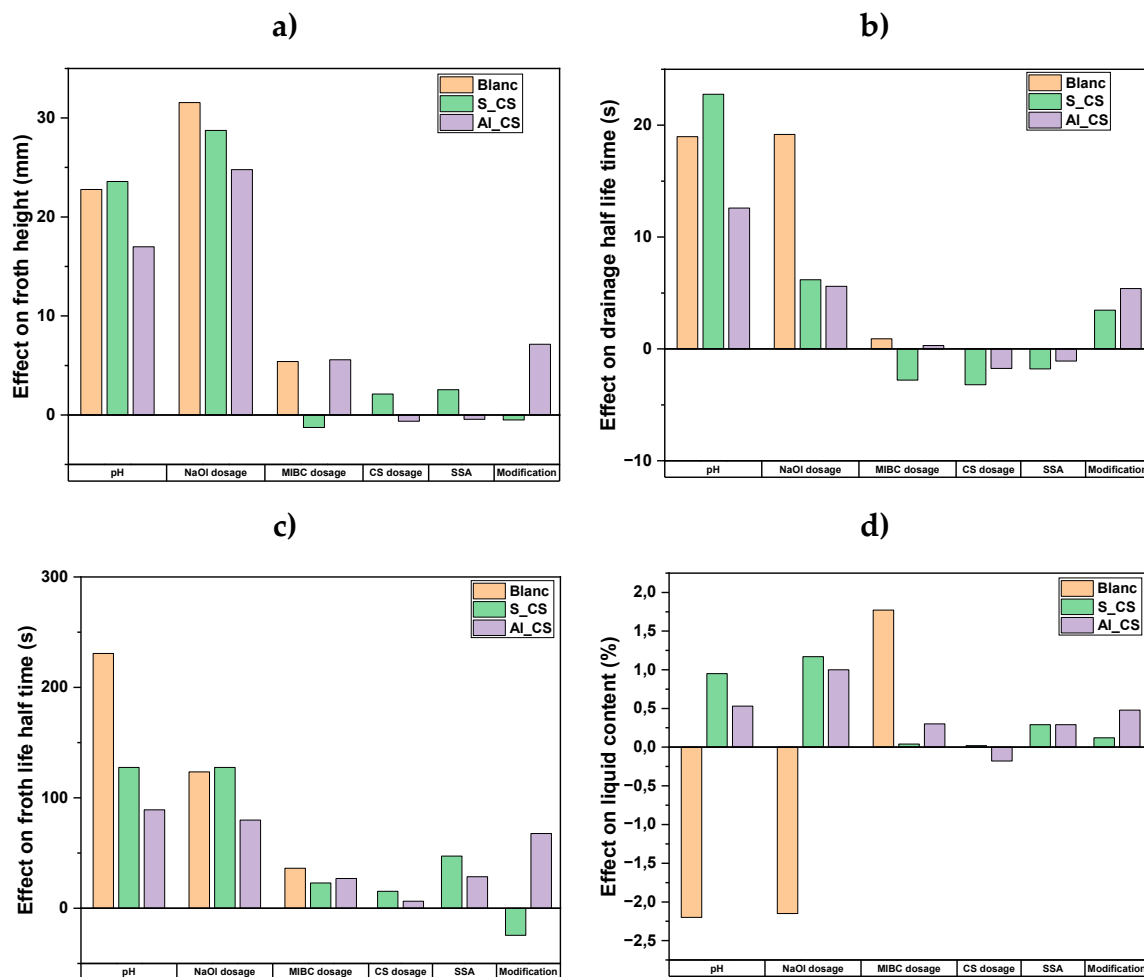 a)
Effect on froth height (mm)
30
20
10
0
Blanc
S_CS
Al_CS
pH NaOl dosage MIBC dosage CS dosage SSA Modification
b)
Effect on drainage half life time (s)
20
10
0
−10
Blanc
S_CS
Al_CS
pH NaOl dosage MIBC dosage CS dosage SSA Modification
c)
Effect on froth life half time (s)
300
200
100
0
Blanc
S_CS
Al_CS
pH NaOl dosage MIBC dosage CS dosage SSA Modification
d)
Effect on liquid content (%)
2,0
1,5
1,0
0,5
0,0
−0,5
−1,0
−1,5
−2,0
−2,5
Blanc
S_CS
Al_CS
pH NaOl dosage MIBC dosage CS dosage SSA Modification